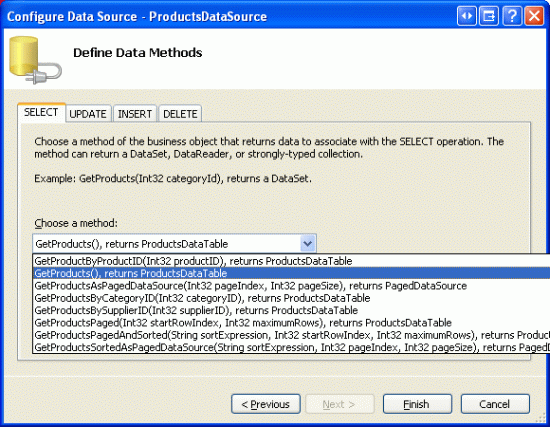 Configure Data Source - ProductsDataSource
Define Data Methods
SELECT UPDATE INSERT DELETE
Choose a method of the business object that returns data to associate with the SELECT operation. The
method can return a DataSet, DataReader, or strongly-typed collection.
Example: GetProducts(Int32 categoryId), returns a DataSet.
Choose a method:
GetProducts(), returns ProductsDataTable
GetProductByProductID(Int32 productID), returns ProductsDataTable
GetProducts(), returns ProductsDataTable
GetProductsAsPagedDataSource(Int32 pageIndex, Int32 pageSize), returns PagedDataSource
GetProductsByCategoryID(Int32 categoryID), returns ProductsDataTable
GetProductsBySupplierID(Int32 supplierID), returns ProductsDataTable
GetProductsPaged(Int32 startRowIndex, Int32 maximumRows), returns ProductsDataTable
GetProductsPagedAndSorted(String sortExpression, Int32 startRowIndex, Int32 maximumRows), returns Product
GetProductsSortedAsPagedDataSource(String sortExpression, Int32 pageIndex, Int32 pageSize), returns PagedD
< Previous Next > Finish Cancel